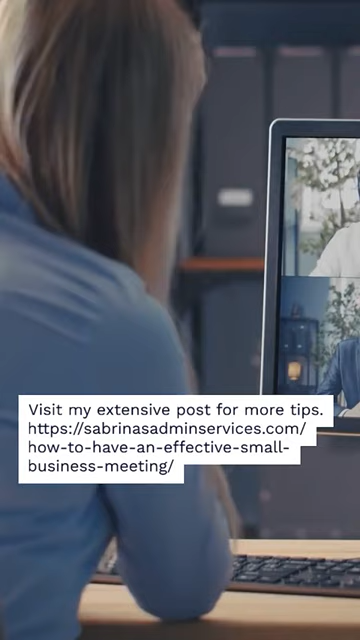 Visit my extensive post for more tips.
https://sabrinasadminservices.com/
how-to-have-an-effective-small-
business-meeting/